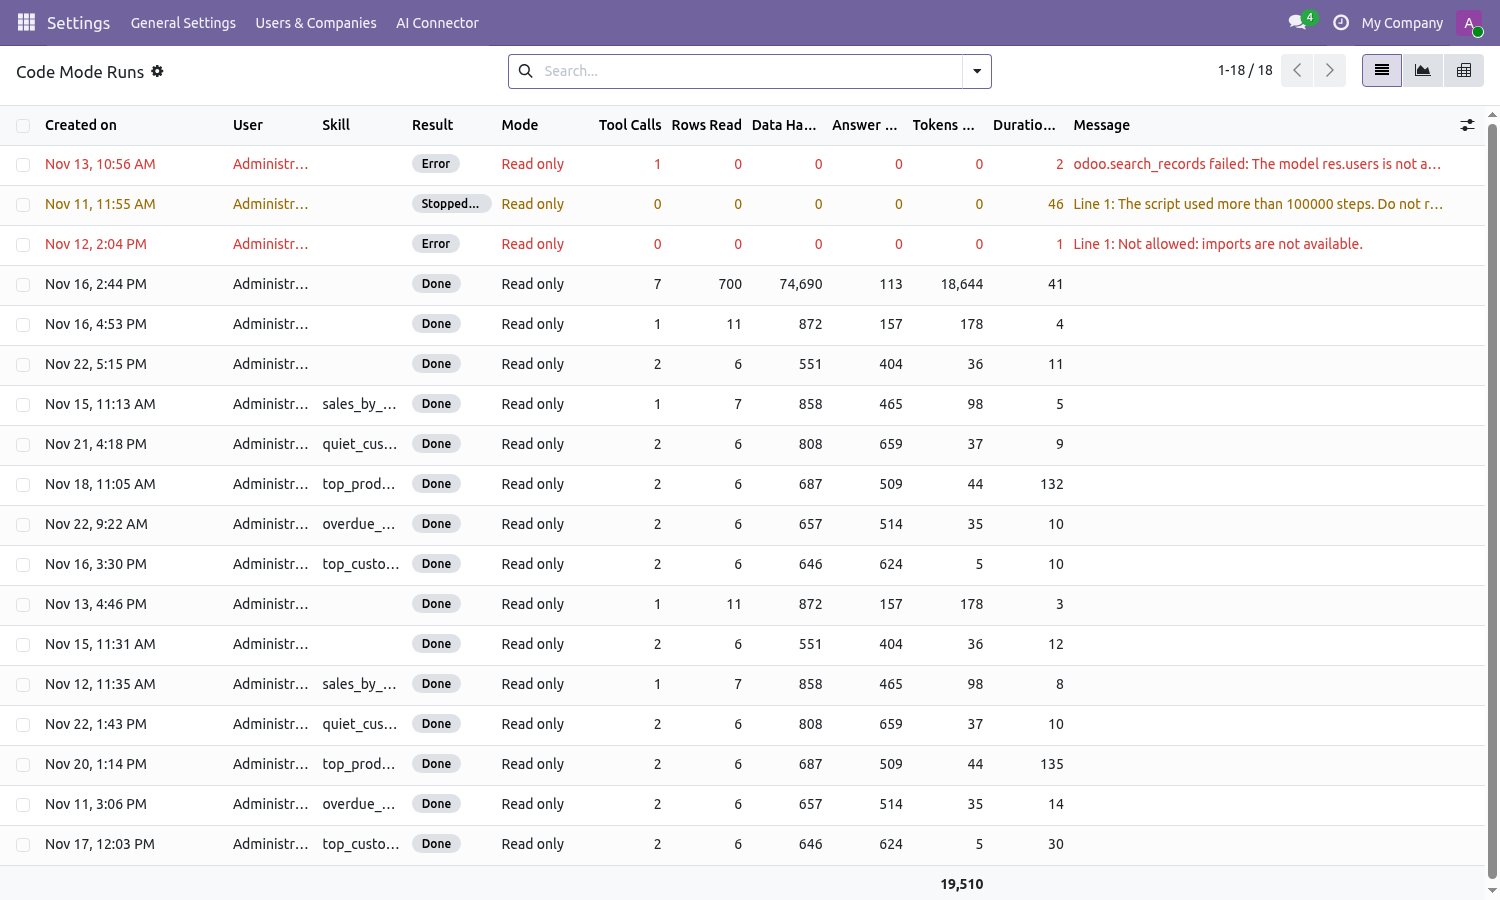 Settings General Settings Users & Companies AI Connector 4 My Company A
Code Mode Runs Search... 1-18 / 18
Created on User Skill Result Mode Tool Calls Rows Read Data Ha... Answer ... Tokens ... Duratio... Message
Nov 13, 10:56 AM Administr... Error Read only 1 0 0 0 0 2 odoo.search_records failed: The model res.users is not a...
Nov 11, 11:55 AM Administr... Stopped... Read only 0 0 0 0 0 46 Line 1: The script used more than 100000 steps. Do not r...
Nov 12, 2:04 PM Administr... Error Read only 0 0 0 0 0 1 Line 1: Not allowed: imports are not available.
Nov 16, 2:44 PM Administr... Done Read only 7 700 74,690 113 18,644 41
Nov 16, 4:53 PM Administr... Done Read only 1 11 872 157 178 4
Nov 22, 5:15 PM Administr... Done Read only 2 6 551 404 36 11
Nov 15, 11:13 AM Administr... sales_by_... Done Read only 1 7 858 465 98 5
Nov 21, 4:18 PM Administr... quiet_cus... Done Read only 2 6 808 659 37 9
Nov 18, 11:05 AM Administr... top_prod... Done Read only 2 6 687 509 44 132
Nov 22, 9:22 AM Administr... overdue_... Done Read only 2 6 657 514 35 10
Nov 16, 3:30 PM Administr... top_custo... Done Read only 2 6 646 624 5 10
Nov 13, 4:46 PM Administr... Done Read only 1 11 872 157 178 3
Nov 15, 11:31 AM Administr... Done Read only 2 6 551 404 36 12
Nov 12, 11:35 AM Administr... sales_by_... Done Read only 1 7 858 465 98 8
Nov 22, 1:43 PM Administr... quiet_cus... Done Read only 2 6 808 659 37 10
Nov 20, 1:14 PM Administr... top_prod... Done Read only 2 6 687 509 44 135
Nov 11, 3:06 PM Administr... overdue_... Done Read only 2 6 657 514 35 14
Nov 17, 12:03 PM Administr... top_custo... Done Read only 2 6 646 624 5 30
19,510